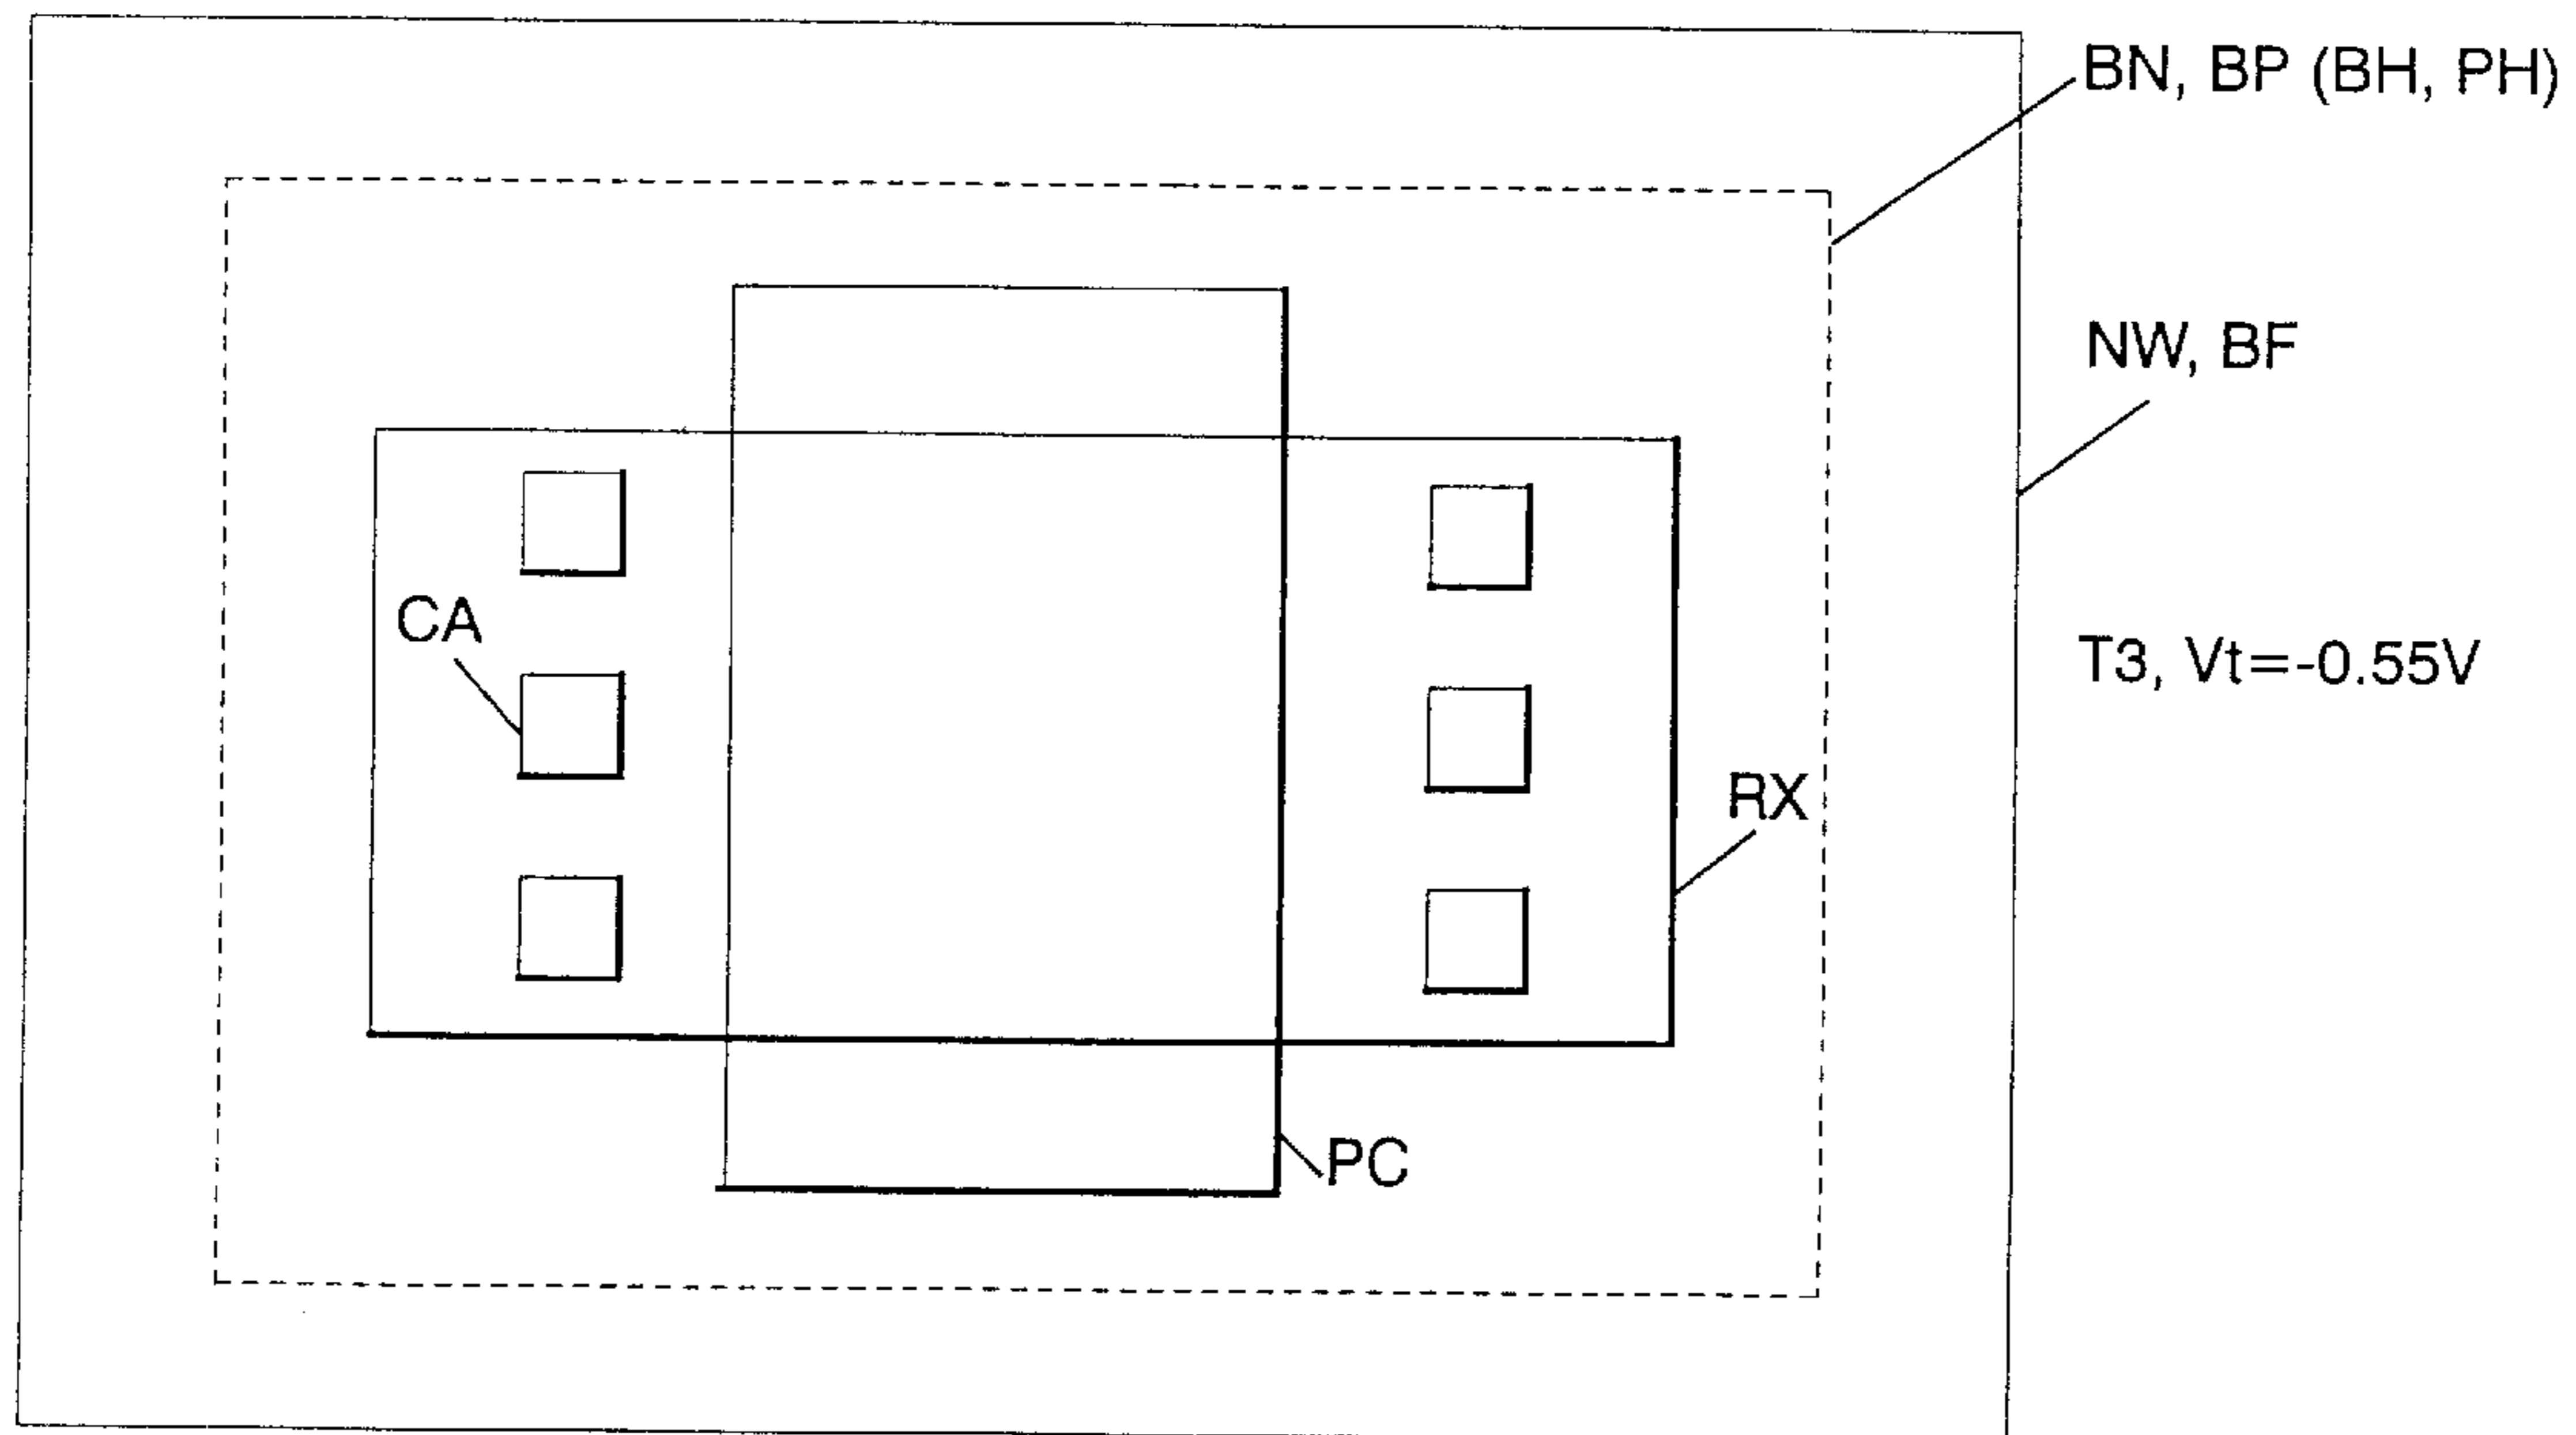 BN, BP (BH, PH)
NW, BF
CA
T3, Vt=-0.55V
RX
PC